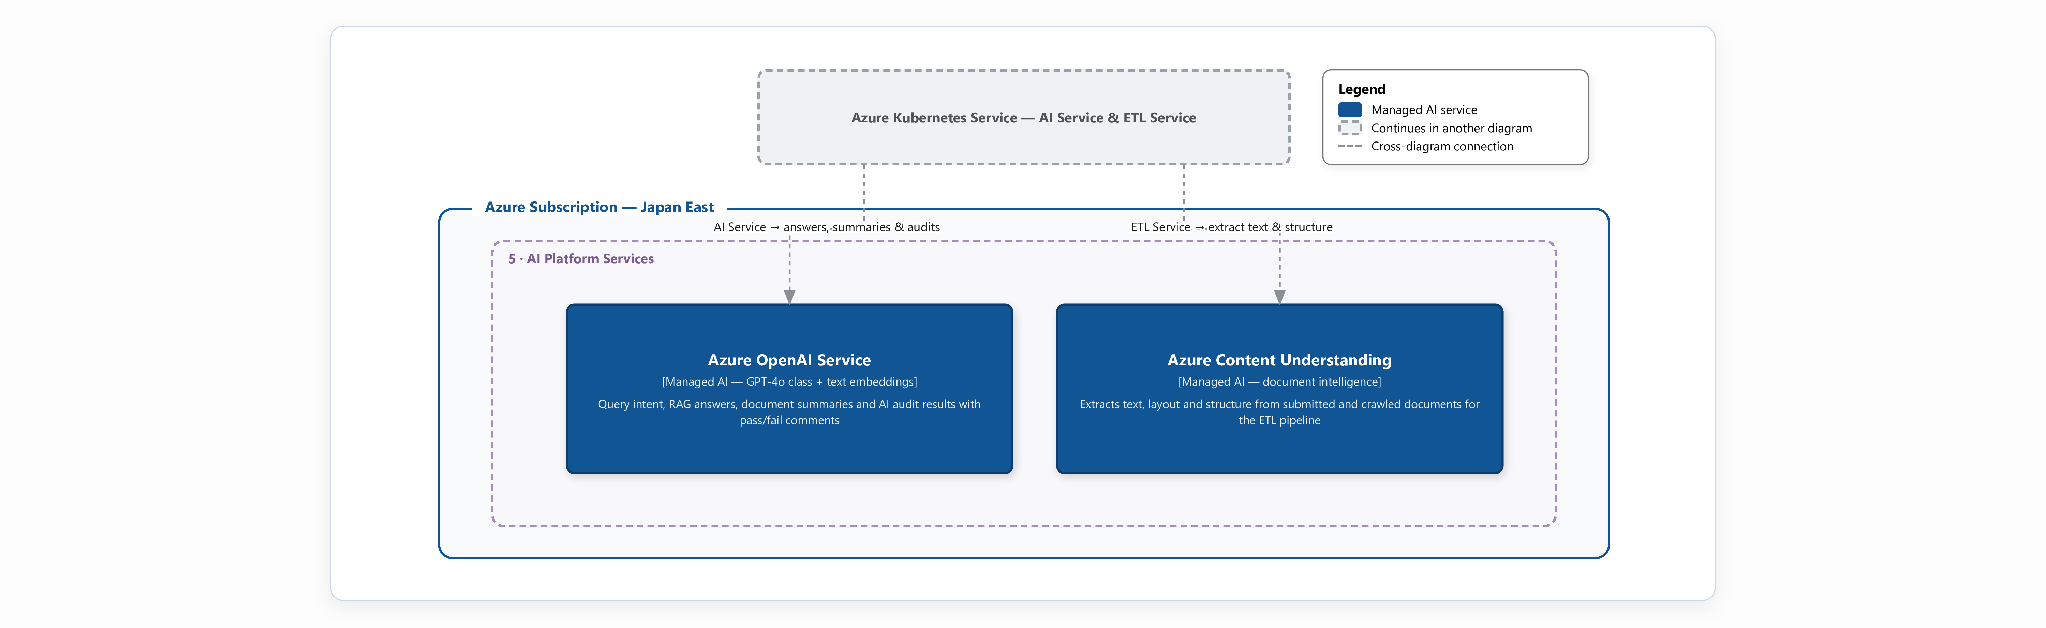 Azure Kubernetes Service — AI Service & ETL Service
Legend
Managed AI service
Continues in another diagram
Cross-diagram connection
Azure Subscription — Japan East
AI Service → answers, summaries & audits
ETL Service → extract text & structure
5 · AI Platform Services
Azure OpenAI Service
[Managed AI — GPT-4o class + text embeddings]
Query intent, RAG answers, document summaries and AI audit results with
pass/fail comments
Azure Content Understanding
[Managed AI — document intelligence]
Extracts text, layout and structure from submitted and crawled documents for
the ETL pipeline